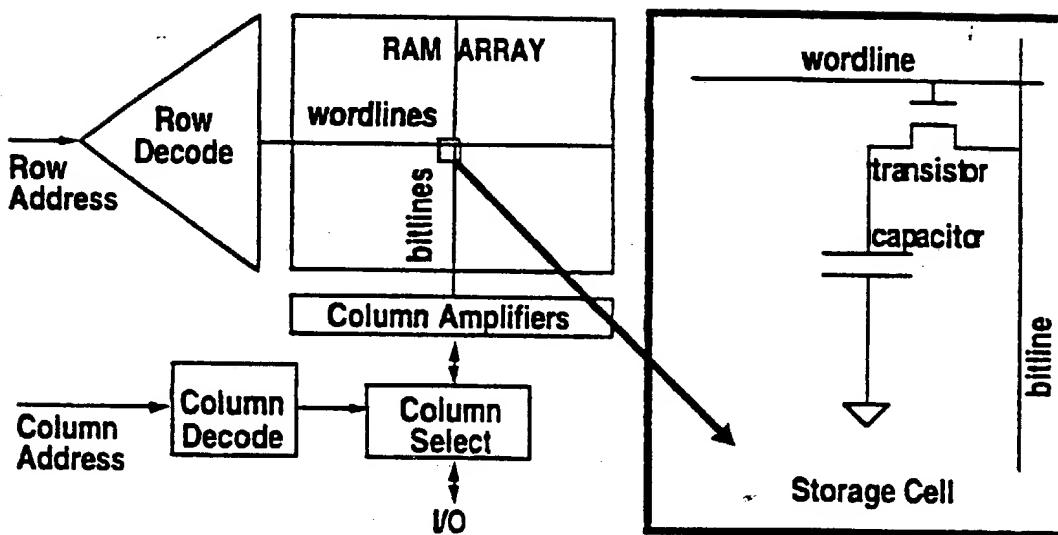 RAM ARRAY
wordlines
Row
Decode
Row
Address
bitlines
Column Amplifiers
Column
Decode
Column
Address
Column
Select
I/O
wordline
transistor
capacitor
bitline
Storage Cell